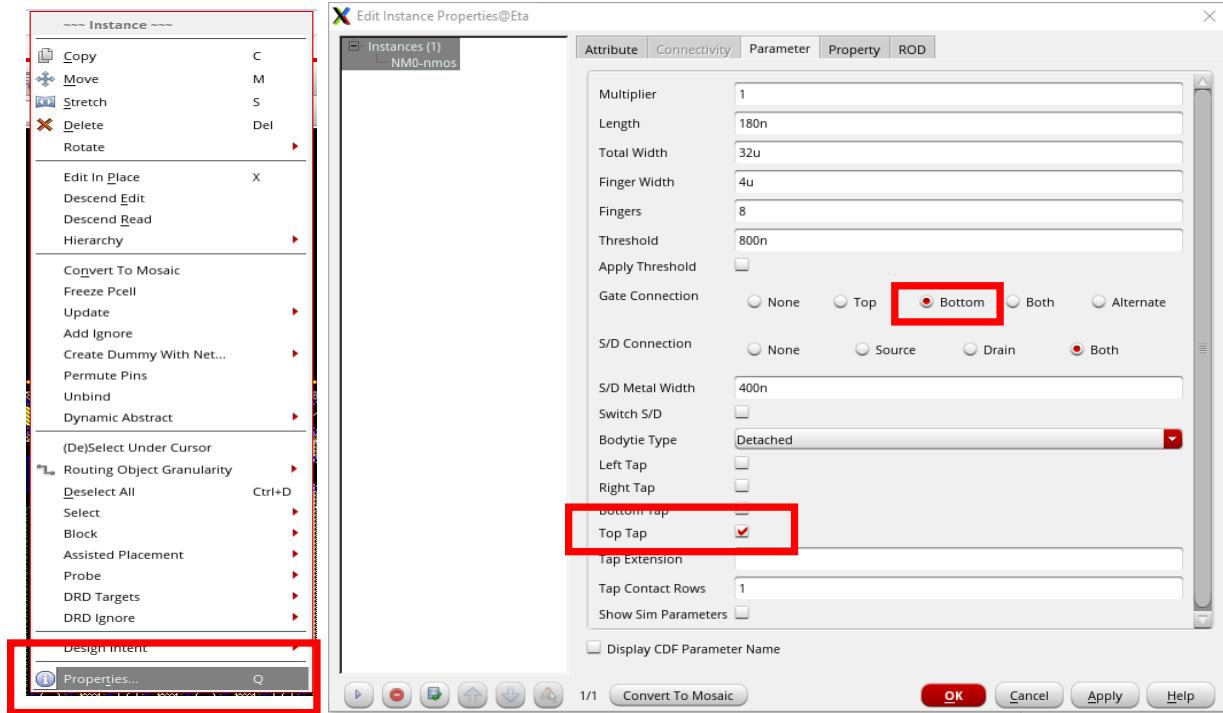 ~~~ Instance ~~~
Copy C
Move M
Stretch S
Delete Del
Rotate
Edit In Place X
Descend Edit
Descend Read
Hierarchy
Convert To Mosaic
Freeze Pcell
Update
Add Ignore
Create Dummy With Net...
Permute Pins
Unbind
Dynamic Abstract
(De)Select Under Cursor
Routing Object Granularity
Deselect All Ctrl+D
Select
Block
Assisted Placement
Probe
DRD Targets
DRD Ignore
Design Intent
Properties... Q
Edit Instance Properties@Eta
Instances (1)
NM0-nmos
Attribute Connectivity Parameter Property ROD
Multiplier 1
Length 180n
Total Width 32u
Finger Width 4u
Fingers 8
Threshold 800n
Apply Threshold
Gate Connection None Top Bottom Both Alternate
S/D Connection None Source Drain Both
S/D Metal Width 400n
Switch S/D
Bodytie Type Detached
Left Tap
Right Tap
Bottom Tap
Top Tap
Tap Extension
Tap Contact Rows 1
Show Sim Parameters
Display CDF Parameter Name
1/1 Convert To Mosaic OK Cancel Apply Help